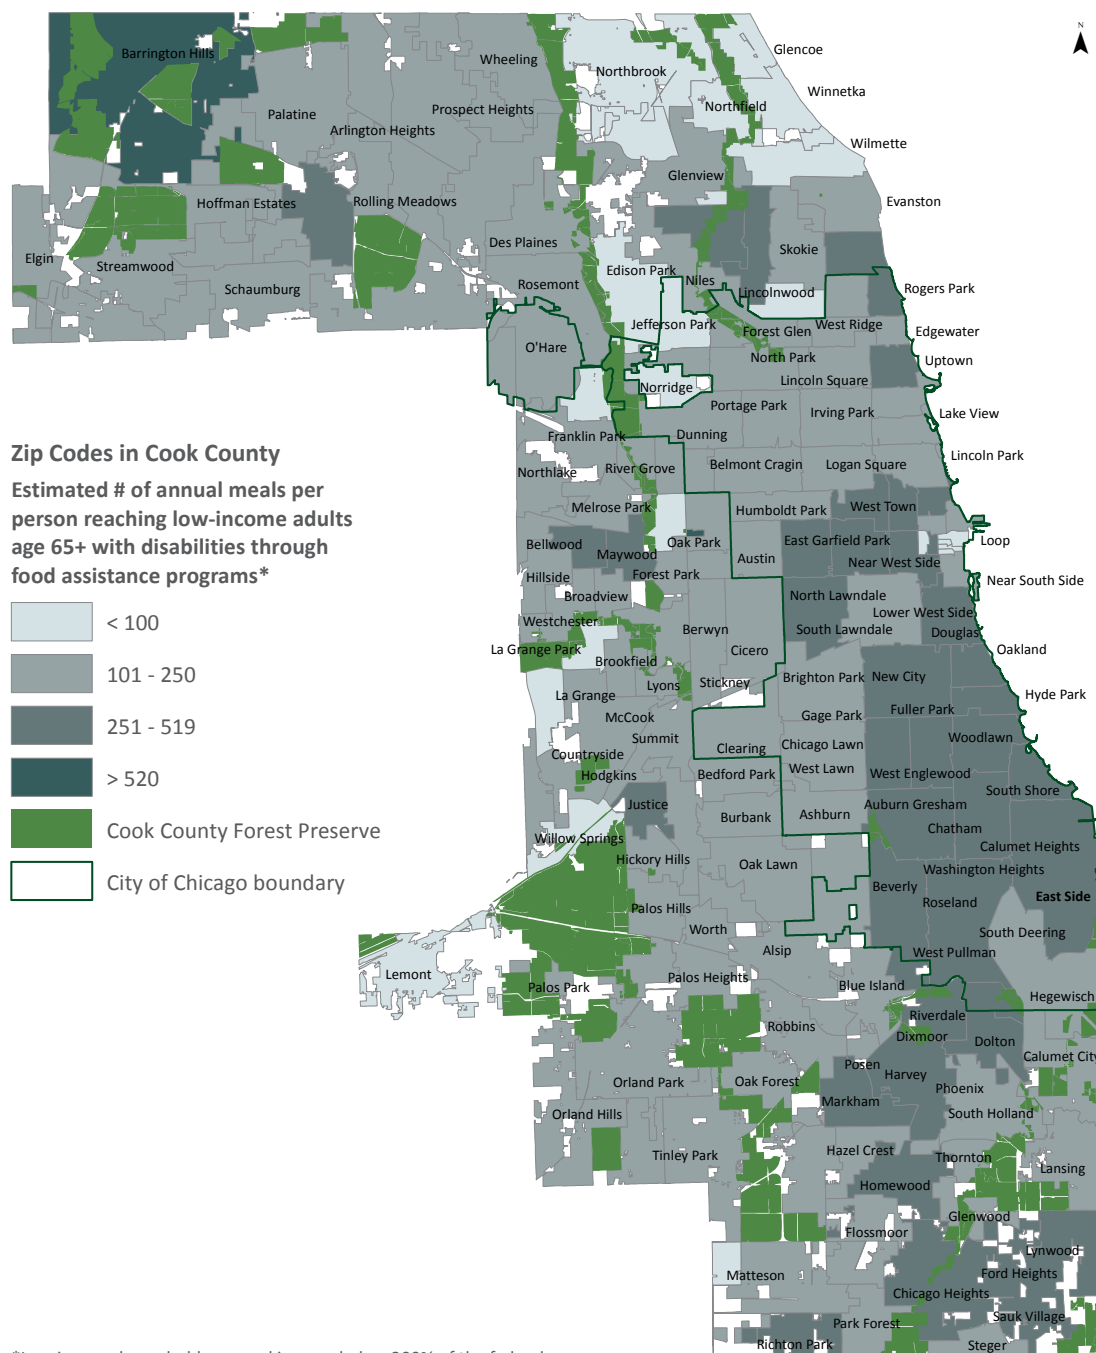 N
Glencoe
Barrington Hills
Wheeling
Northbrook
Winnetka
Northfield
Prospect Heights
Palatine
Arlington Heights
Wilmette
Glenview
Hoffman Estates
Rolling Meadows
Evanston
Des Plaines
Skokie
Elgin
Streamwood
Edison Park
Niles
Rosemont
Schaumburg
Lincolnwood
Rogers Park
Jefferson Park
Forest Glen
West Ridge
Edgewater
O'Hare
North Park
Uptown
Norridge
Lincoln Square
Portage Park
Irving Park
Lake View
Franklin Park
Dunning
Zip Codes in Cook County
Lincoln Park
Northlake
River Grove
Belmont Cragin
Logan Square
Estimated # of annual meals per
person reaching low-income adults
age 65+ with disabilities through
food assistance programs*
Melrose Park
Humboldt Park
West Town
Bellwood
Maywood
Oak Park
East Garfield Park
Loop
Austin
Near West Side
Hillside
Forest Park
Near South Side
Broadview
North Lawndale
Lower West Side
< 100
Westchester
Berwyn
South Lawndale
Douglas
La Grange Park
Brookfield
Cicero
Oakland
101 - 250
Lyons
Stickney
Brighton Park
New City
La Grange
Hyde Park
McCook
Gage Park
Fuller Park
251 - 519
Summit
Clearing
Chicago Lawn
Woodlawn
Countryside
Hodgkins
Bedford Park
West Lawn
West Englewood
> 520
South Shore
Justice
Burbank
Ashburn
Auburn Gresham
Cook County Forest Preserve
Willow Springs
Chatham
Calumet Heights
Hickory Hills
Oak Lawn
Washington Heights
City of Chicago boundary
Beverly
East Side
Palos Hills
Roseland
Worth
South Deering
Alsip
West Pullman
Lemont
Palos Heights
Palos Park
Blue Island
Hegewisch
Robbins
Riverdale
Dixmoor
Dolton
Calumet City
Posen
Harvey
Orland Park
Oak Forest
Phoenix
Markham
Orland Hills
South Holland
Tinley Park
Hazel Crest
Thornton
Lansing
Homewood
Glenwood
Flossmoor
Lynwood
Matteson
Ford Heights
Chicago Heights
Park Forest
Sauk Village
Richton Park
Steger